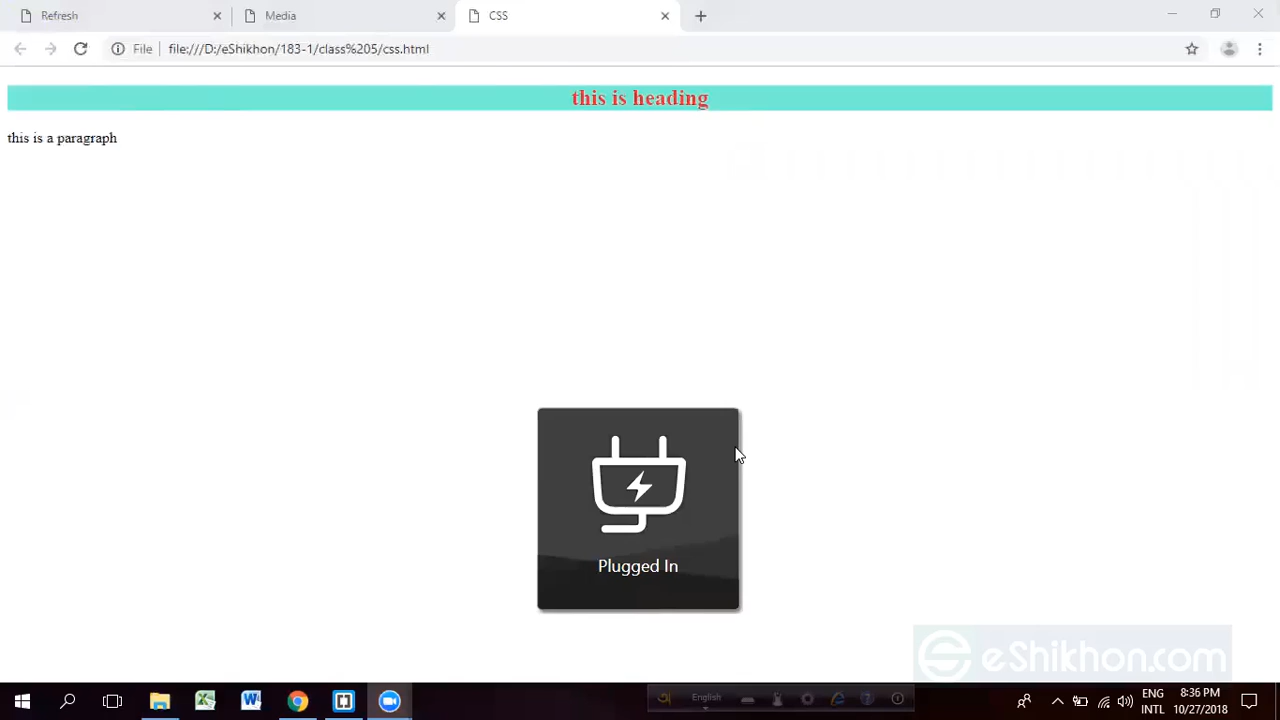 Refresh
Media
CSS
File
file:///D:/eShikhon/183-1/class%205/css.html
this is heading
this is a paragraph
Plugged In
eShikhon.com
English
ENG
INTL
8:36 PM
10/27/2018